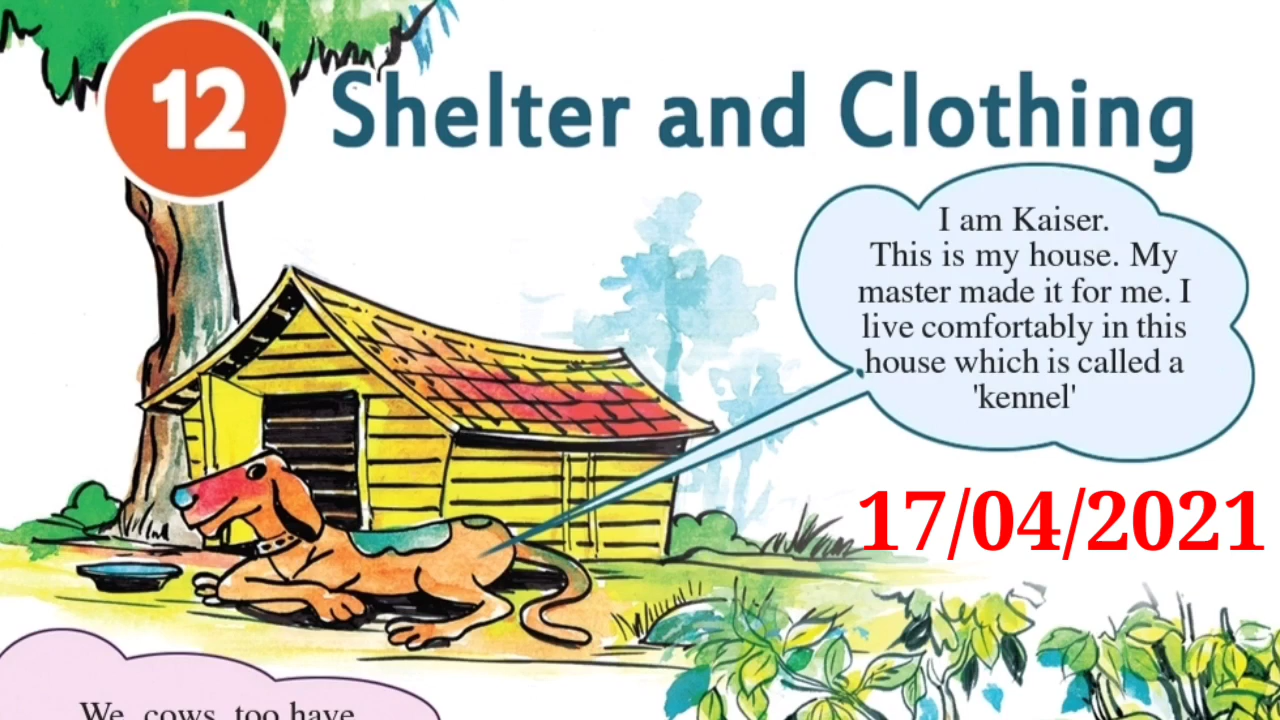 12
Shelter and Clothing
I am Kaiser.
This is my house. My
master made it for me. I
live comfortably in this
house which is called a
'kennel'
17/04/2021
We, cows, too have